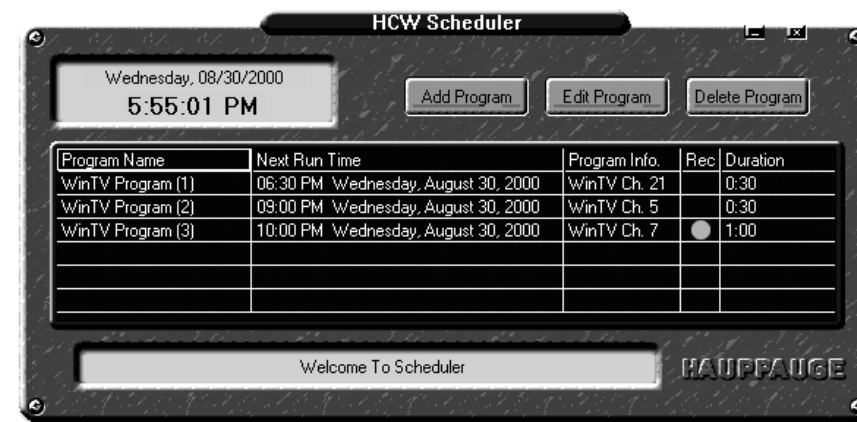 HCW Scheduler
Wednesday, 08/30/2000
5:55:01 PM
Add Program Edit Program Delete Program
Program Name Next Run Time Program Info. Rec Duration
WinTV Program (1) 06:30 PM Wednesday, August 30, 2000 WinTV Ch. 21 0:30
WinTV Program (2) 09:00 PM Wednesday, August 30, 2000 WinTV Ch. 5 0:30
WinTV Program (3) 10:00 PM Wednesday, August 30, 2000 WinTV Ch. 7 1:00
Welcome To Scheduler
HAUPPAUGE